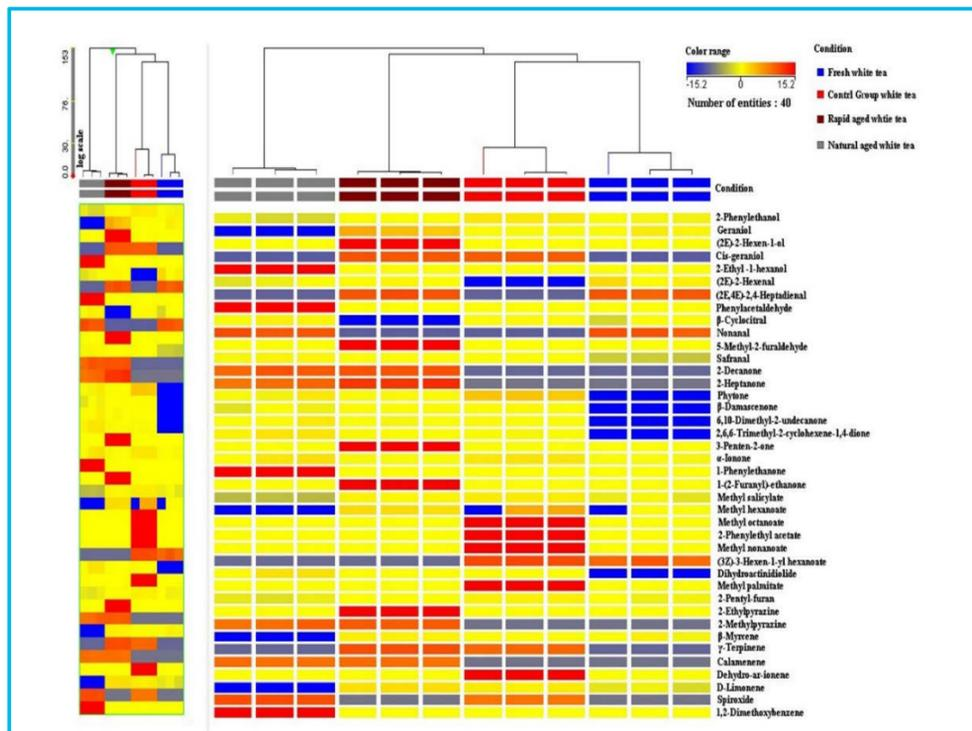 153
76.
30.
0.0
log scale
Color range
-15.2 0 15.2
Number of entities : 40
Condition
Fresh white tea
Contrl Group white tea
Rapid aged whtie tea
Natural aged white tea
Condition
2-Phenylethanol
Geraniol
(2E)-2-Hexen-1-ol
Cis-geraniol
2-Ethyl -1-hexanol
(2E)-2-Hexenal
(2E,4E)-2,4-Heptadienal
Phenylacetaldehyde
β-Cyclocitral
Nonanal
5-Methyl-2-furaldehyde
Safranal
2-Decanone
2-Heptanone
Phytone
β-Damascenone
6,10-Dimethyl-2-undecanone
2,6,6-Trimethyl-2-cyclohexene-1,4-dione
3-Penten-2-one
α-Ionone
1-Phenylethanone
1-(2-Furanyl)-ethanone
Methyl salicylate
Methyl hexanoate
Methyl octanoate
2-Phenylethyl acetate
Methyl nonanoate
(3Z)-3-Hexen-1-yl hexanoate
Dihydroactinidiolide
Methyl palmitate
2-Pentyl-furan
2-Ethylpyrazine
2-Methylpyrazine
β-Myrcene
γ-Terpinene
Calamenene
Dehydro-ar-ionene
D-Limonene
Spiroxide
1,2-Dimethoxybenzene